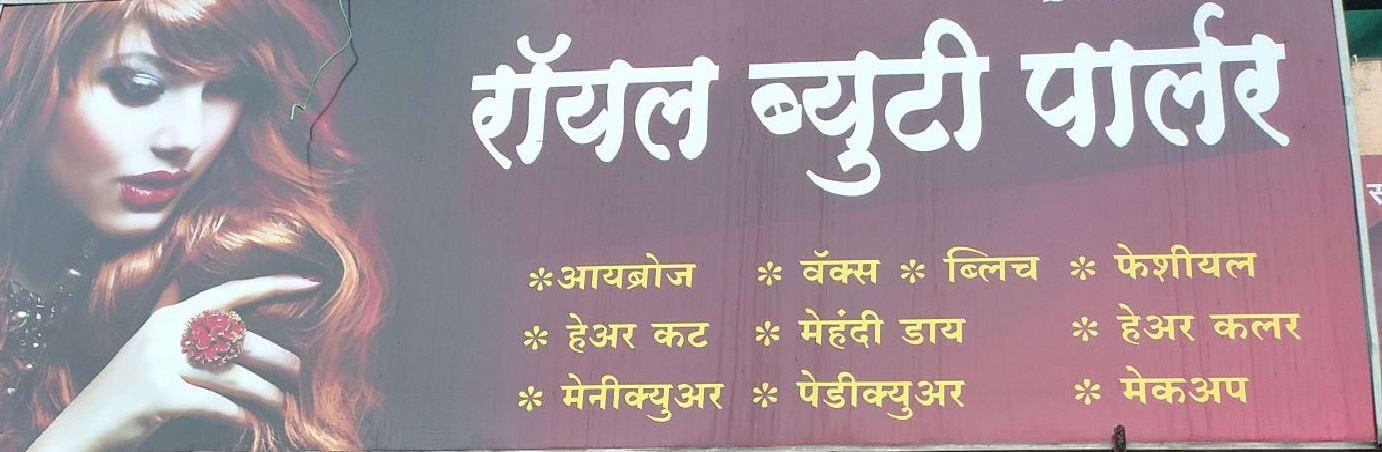 रॉयल ब्युटी पार्लर
*आयब्रोज * वॅक्स * ब्लिच * फेशीयल
* हेअर कट * मेहंदी डाय * हेअर कलर
* मेनीक्युअर * पेडीक्युअर * मेकअप